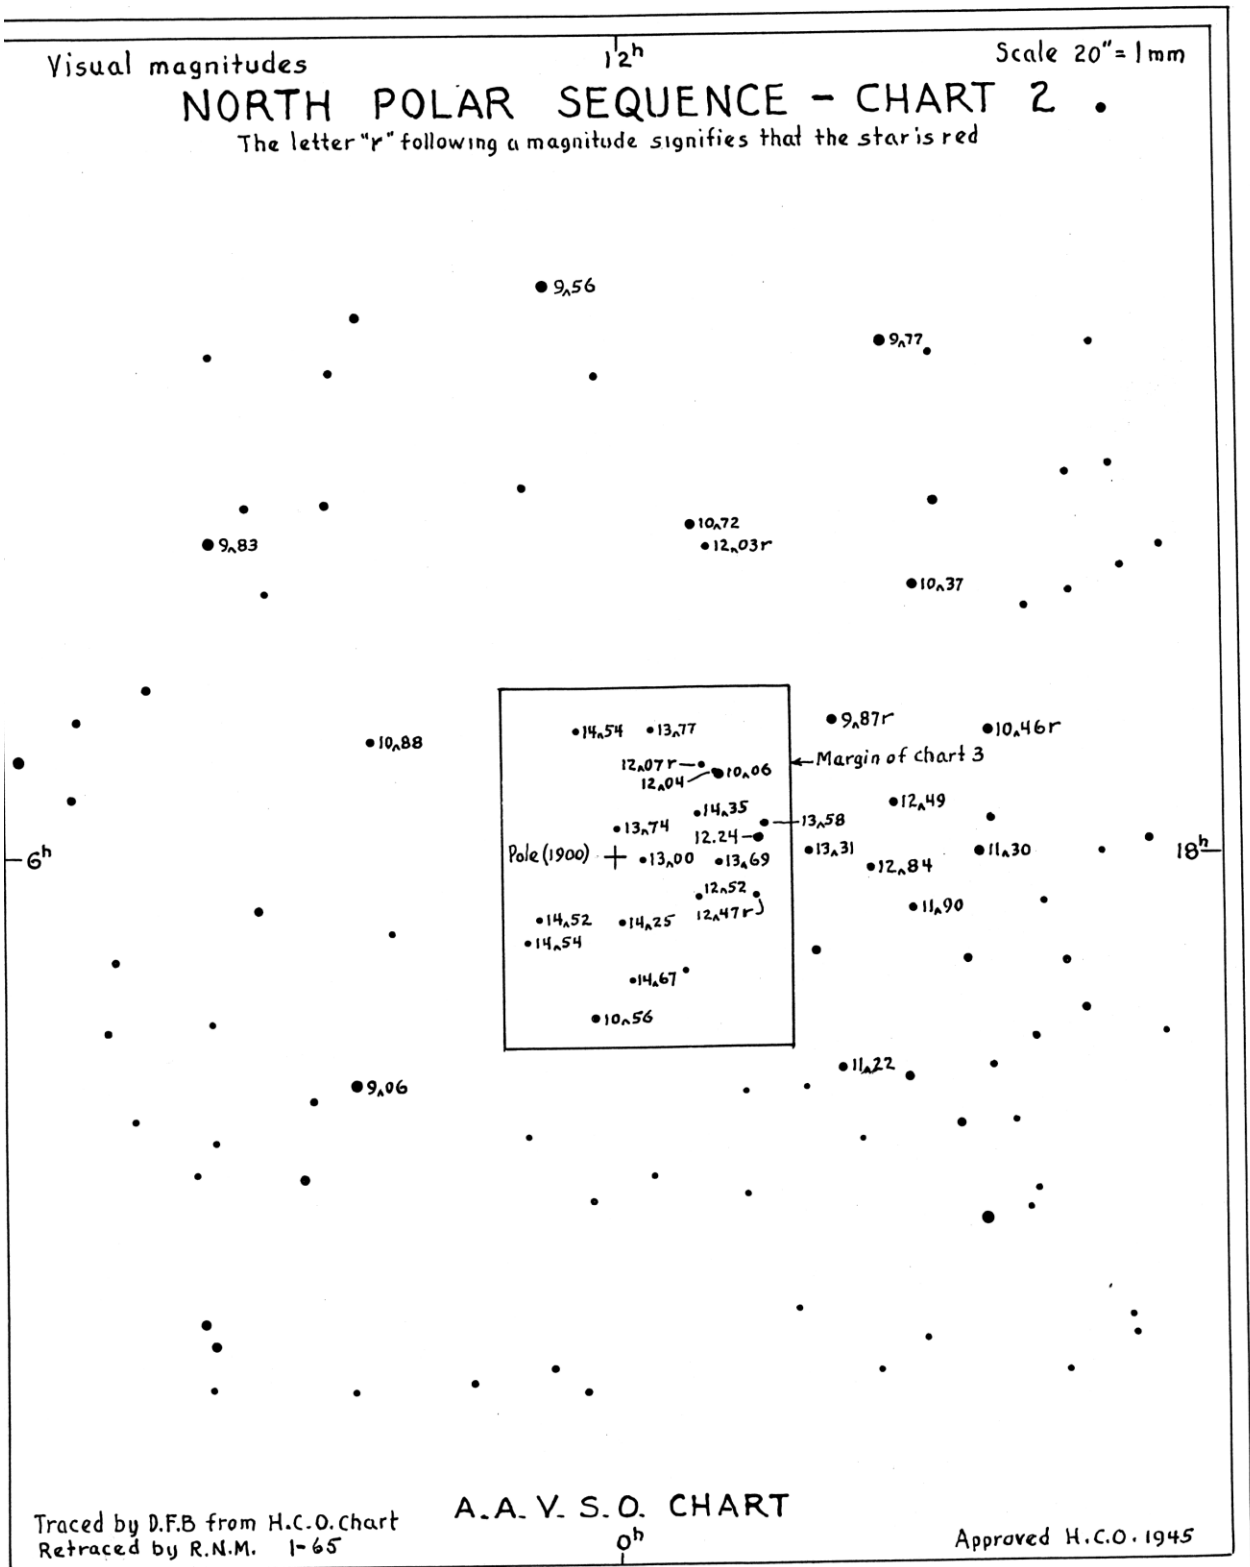 12ʰ
Visual magnitudes
Scale 20"= 1mm
NORTH POLAR SEQUENCE - CHART 2
The letter "r" following a magnitude signifies that the star is red
9‸56
9‸77
10‸72
9‸83
12‸03r
10‸37
9‸87r
10‸46r
14‸54
13‸77
10‸88
Margin of chart 3
12‸07r
10‸06
12‸04
12‸49
14‸35
13‸58
13‸74
12.24
6ʰ
Pole (1900)
13‸00
13‸69
13‸31
11‸30
18ʰ
12‸84
12‸52
12‸47r
11‸90
14‸52
14‸25
14‸54
14‸67
10‸56
11‸22
9‸06
A.A.V.S.O. CHART
Traced by D.F.B from H.C.O. Chart
Retraced by R.N.M. 1-65
0ʰ
Approved H.C.O. 1945